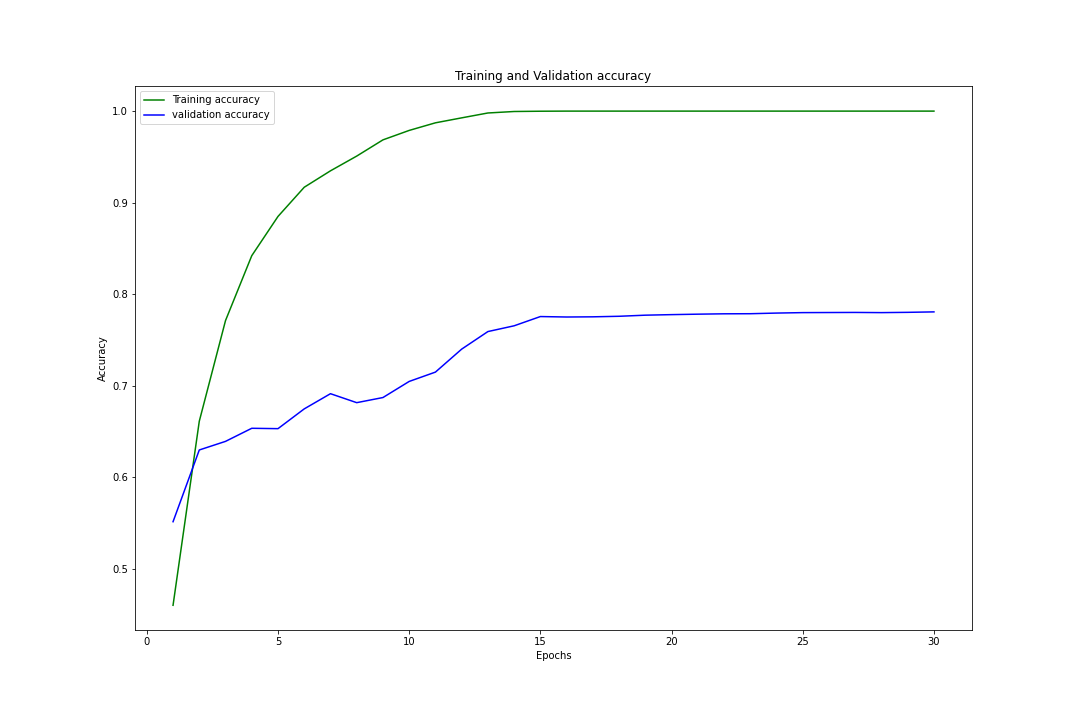 Training and Validation accuracy
Training accuracy
validation accuracy
1.0
0.9
0.8
0.7
0.6
0.5
Accuracy
0 5 10 15 20 25 30
Epochs